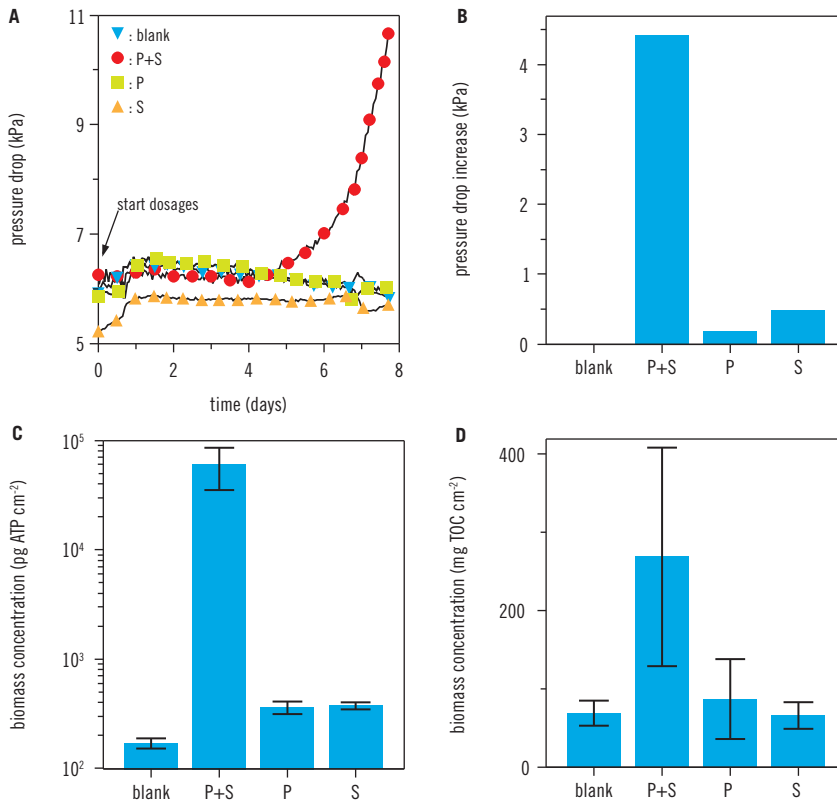 A
▼ : blank
● : P+S
■ : P
▲ : S
start dosages
pressure drop (kPa)
11
9
7
5
0 2 4 6 8
time (days)
B
pressure drop increase (kPa)
4
3
2
1
0
blank P+S P S
C
biomass concentration (pg ATP cm⁻²)
10⁵
10⁴
10³
10²
blank P+S P S
D
biomass concentration (mg TOC cm⁻²)
400
200
0
blank P+S P S